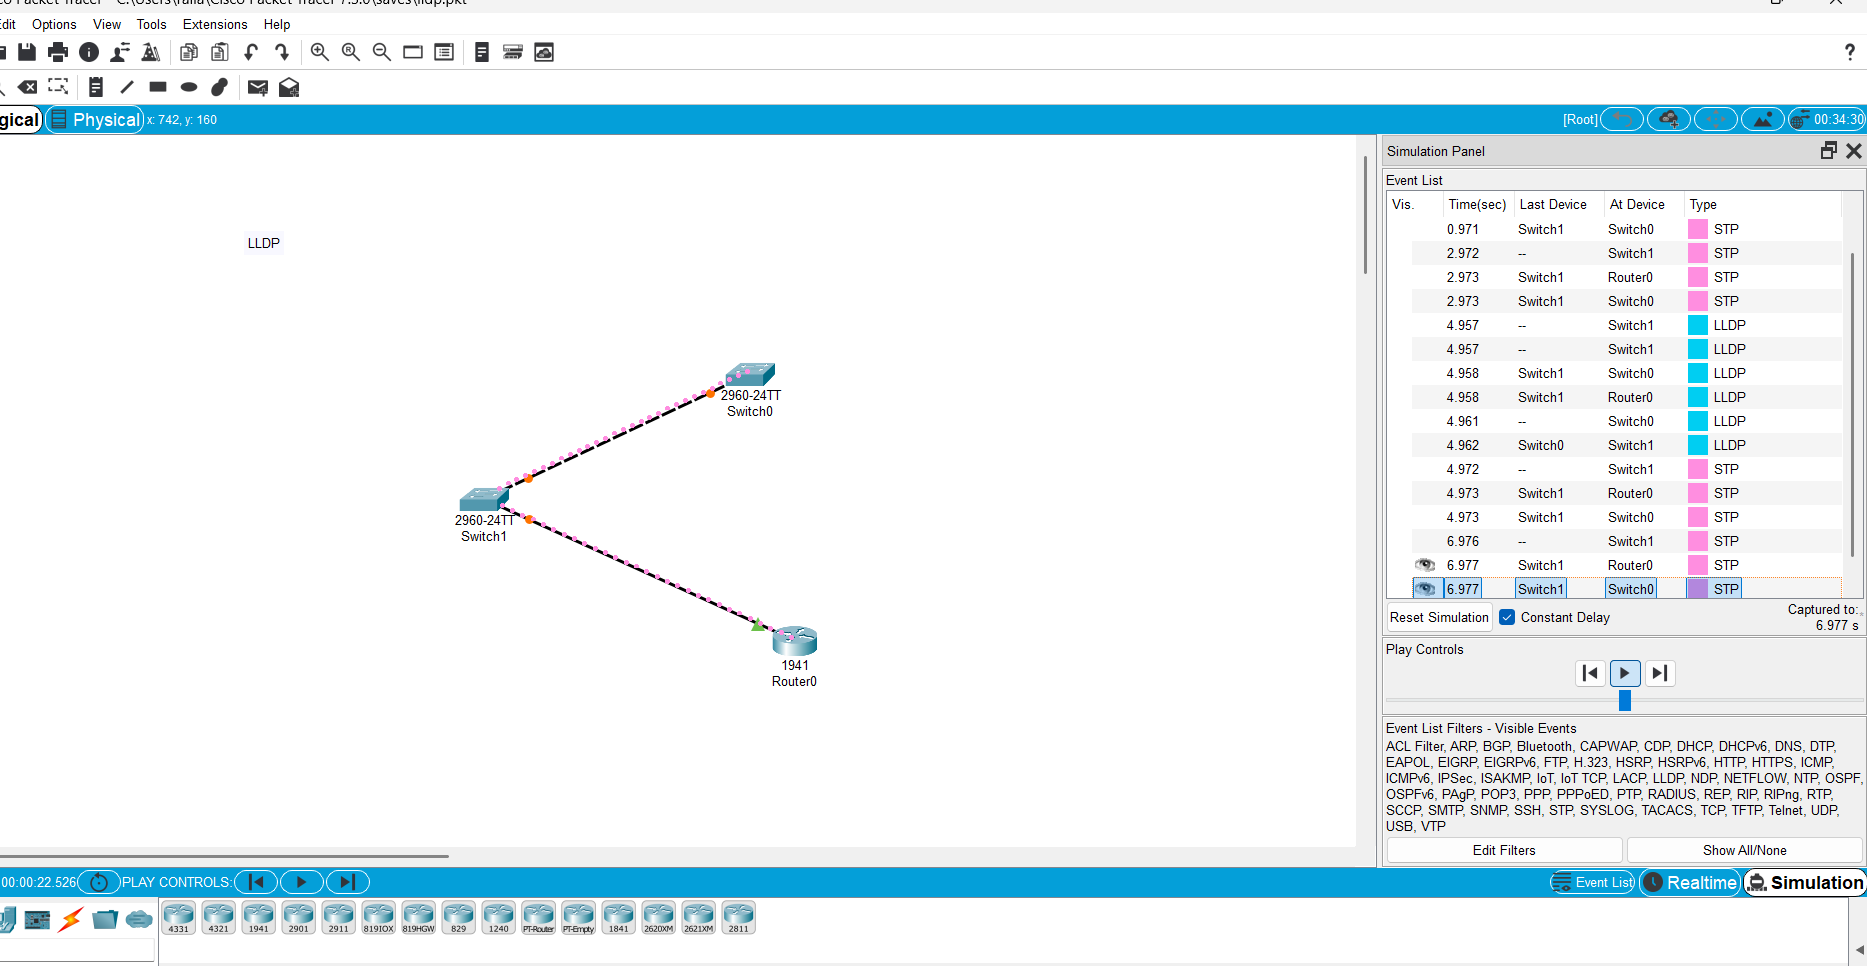 Edit Options View Tools Extensions Help
?
gical Physical x: 742, y: 160 [Root] 00:34:30
Simulation Panel
Event List
Vis. Time(sec) Last Device At Device Type
0.971 Switch1 Switch0 STP
2.972 -- Switch1 STP
2.973 Switch1 Router0 STP
2.973 Switch1 Switch0 STP
4.957 -- Switch1 LLDP
4.957 -- Switch1 LLDP
4.958 Switch1 Switch0 LLDP
4.958 Switch1 Router0 LLDP
4.961 -- Switch0 LLDP
4.962 Switch0 Switch1 LLDP
4.972 -- Switch1 STP
4.973 Switch1 Router0 STP
4.973 Switch1 Switch0 STP
6.976 -- Switch1 STP
6.977 Switch1 Router0 STP
6.977 Switch1 Switch0 STP
Reset Simulation Constant Delay Captured to:
6.977 s
Play Controls
Event List Filters - Visible Events
ACL Filter, ARP, BGP, Bluetooth, CAPWAP, CDP, DHCP, DHCPv6, DNS, DTP,
EAPOL, EIGRP, EIGRPv6, FTP, H.323, HSRP, HSRPv6, HTTP, HTTPS, ICMP,
ICMPv6, IPSec, ISAKMP, IoT, IoT TCP, LACP, LLDP, NDP, NETFLOW, NTP, OSPF,
OSPFv6, PAgP, POP3, PPP, PPPoED, PTP, RADIUS, REP, RIP, RIPng, RTP,
SCCP, SMTP, SNMP, SSH, STP, SYSLOG, TACACS, TCP, TFTP, Telnet, UDP,
USB, VTP
Edit Filters Show All/None
LLDP
2960-24TT
Switch0
2960-24TT
Switch1
1941
Router0
00:00:22.526 PLAY CONTROLS: Event List Realtime Simulation
4331 4321 1941 2901 2911 819IOX 819HGW 829 1240 PT-Router PT-Empty 1841 2620XM 2621XM 2811